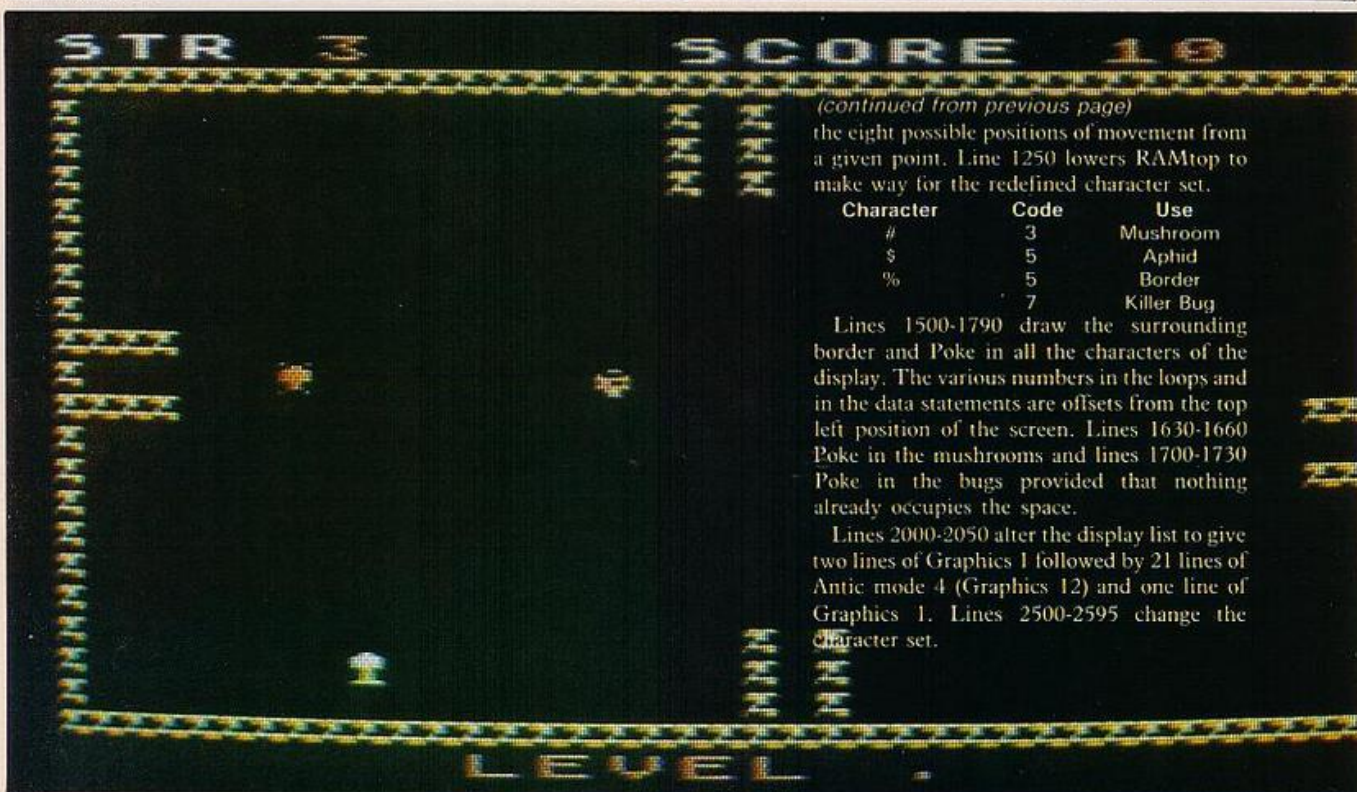 STR 3 SCORE 10
(continued from previous page)
the eight possible positions of movement from
a given point. Line 1250 lowers RAMtop to
make way for the redefined character set.
Character Code Use
# 3 Mushroom
$ 5 Aphid
% 5 Border
7 Killer Bug
Lines 1500-1790 draw the surrounding
border and Poke in all the characters of the
display. The various numbers in the loops and
in the data statements are offsets from the top
left position of the screen. Lines 1630-1660
Poke in the mushrooms and lines 1700-1730
Poke in the bugs provided that nothing
already occupies the space.
Lines 2000-2050 alter the display list to give
two lines of Graphics 1 followed by 21 lines of
Antic mode 4 (Graphics 12) and one line of
Graphics 1. Lines 2500-2595 change the
character set.
LEVEL .